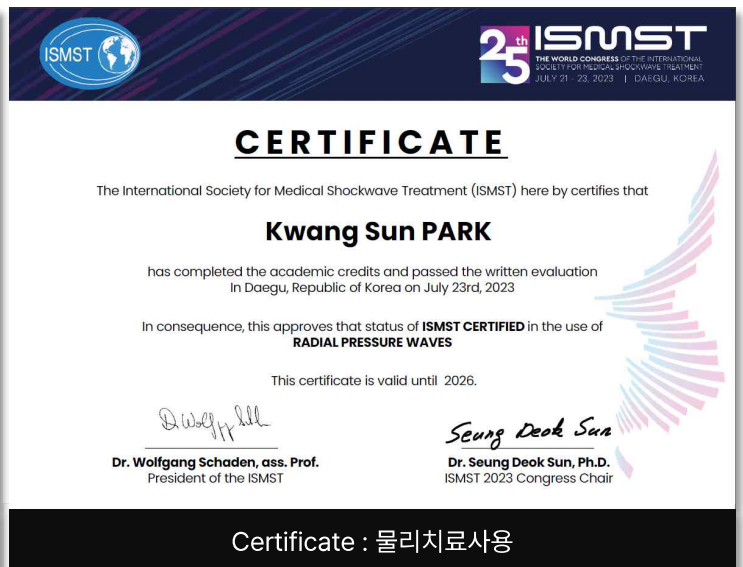 ISMST
25th ISMST
THE WORLD CONGRESS OF THE INTERNATIONAL
SOCIETY FOR MEDICAL SHOCKWAVE TREATMENT
JULY 21 - 23, 2023 | DAEGU, KOREA
CERTIFICATE
The International Society for Medical Shockwave Treatment (ISMST) here by certifies that
Kwang Sun PARK
has completed the academic credits and passed the written evaluation
In Daegu, Republic of Korea on July 23rd, 2023
In consequence, this approves that status of ISMST CERTIFIED in the use of
RADIAL PRESSURE WAVES
This certificate is valid until 2026.
Seung Deok Sun
Dr. Wolfgang Schaden, ass. Prof.
President of the ISMST
Dr. Seung Deok Sun, Ph.D.
ISMST 2023 Congress Chair
Certificate : 물리치료사용